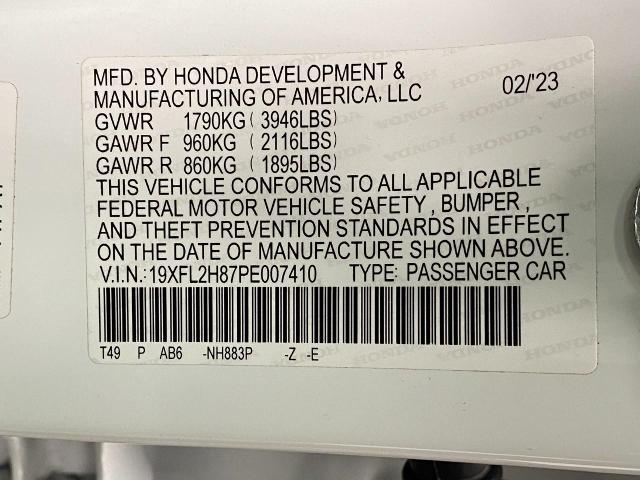 MFD. BY HONDA DEVELOPMENT &
MANUFACTURING OF AMERICA, LLC 02/'23
GVWR 1790KG ( 3946LBS)
GAWR F 960KG ( 2116LBS)
GAWR R 860KG ( 1895LBS)
THIS VEHICLE CONFORMS TO ALL APPLICABLE
FEDERAL MOTOR VEHICLE SAFETY , BUMPER ,
AND THEFT PREVENTION STANDARDS IN EFFECT
ON THE DATE OF MANUFACTURE SHOWN ABOVE.
V.I.N.: 19XFL2H87PE007410 TYPE: PASSENGER CAR
T49 P AB6 -NH883P -Z -E